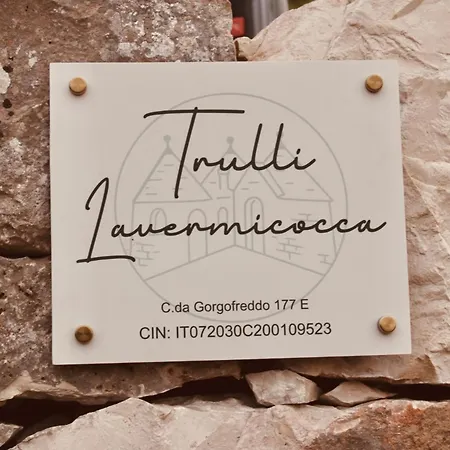 Trulli
Lavermicocca
C.da Gorgofreddo 177 E
CIN: IT072030C200109523